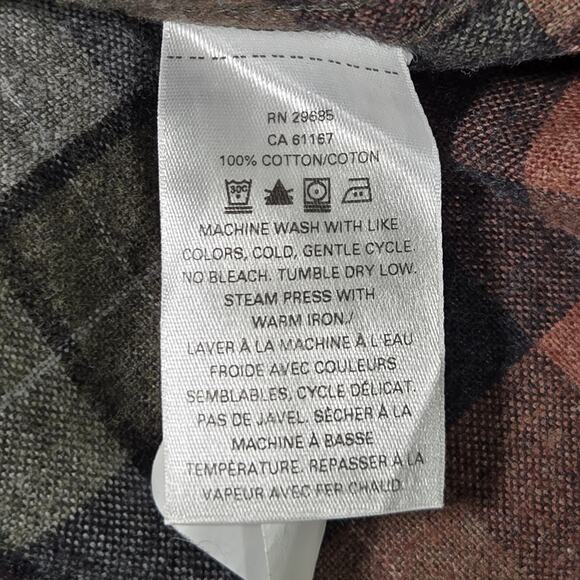 RN 29685
CA 61167
100% COTTON/COTON
30C
MACHINE WASH WITH LIKE
COLORS, COLD, GENTLE CYCLE.
NO BLEACH. TUMBLE DRY LOW.
STEAM PRESS WITH
WARM IRON./
LAVER À LA MACHINE À L'EAU
FROIDE AVEC COULEURS
SEMBLABLES, CYCLE DÉLICAT.
PAS DE JAVEL. SÉCHER À LA
MACHINE À BASSE
TEMPÉRATURE. REPASSER À LA
VAPEUR AVEC FER CHAUD.